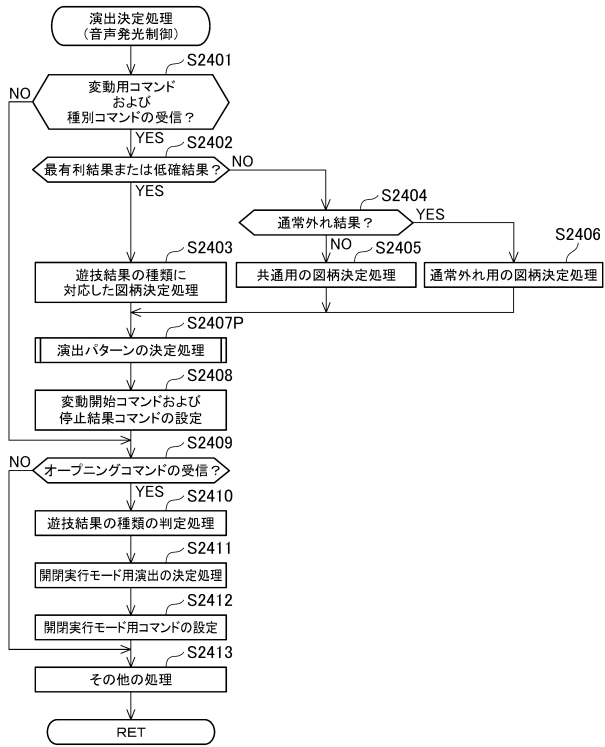 演出決定処理
（音声発光制御）
S2401
変動用コマンド
および
種別コマンドの受信？
NO
YES
S2402
最有利結果または低確結果？
NO
YES
S2404
通常外れ結果？
YES
NO
S2403
遊技結果の種類に
対応した図柄決定処理
S2405
共通用の図柄決定処理
S2406
通常外れ用の図柄決定処理
S2407P
演出パターンの決定処理
S2408
変動開始コマンドおよび
停止結果コマンドの設定
S2409
オープニングコマンドの受信？
NO
YES
S2410
遊技結果の種類の判定処理
S2411
開閉実行モード用演出の決定処理
S2412
開閉実行モード用コマンドの設定
S2413
その他の処理
RET